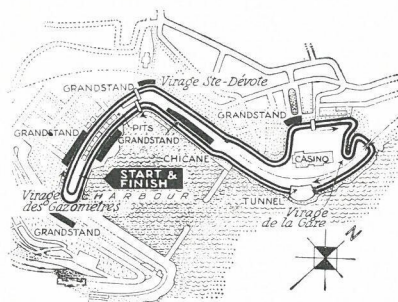 Virage Ste-Dévote
GRANDSTAND
GRANDSTAND
GRANDSTAND
PITS
GRANDSTAND
CHICANE
CASINO
START &
FINISH
Virage
des Gazomètres
HARBOUR
TUNNEL
Virage
de la Gare
GRANDSTAND
N